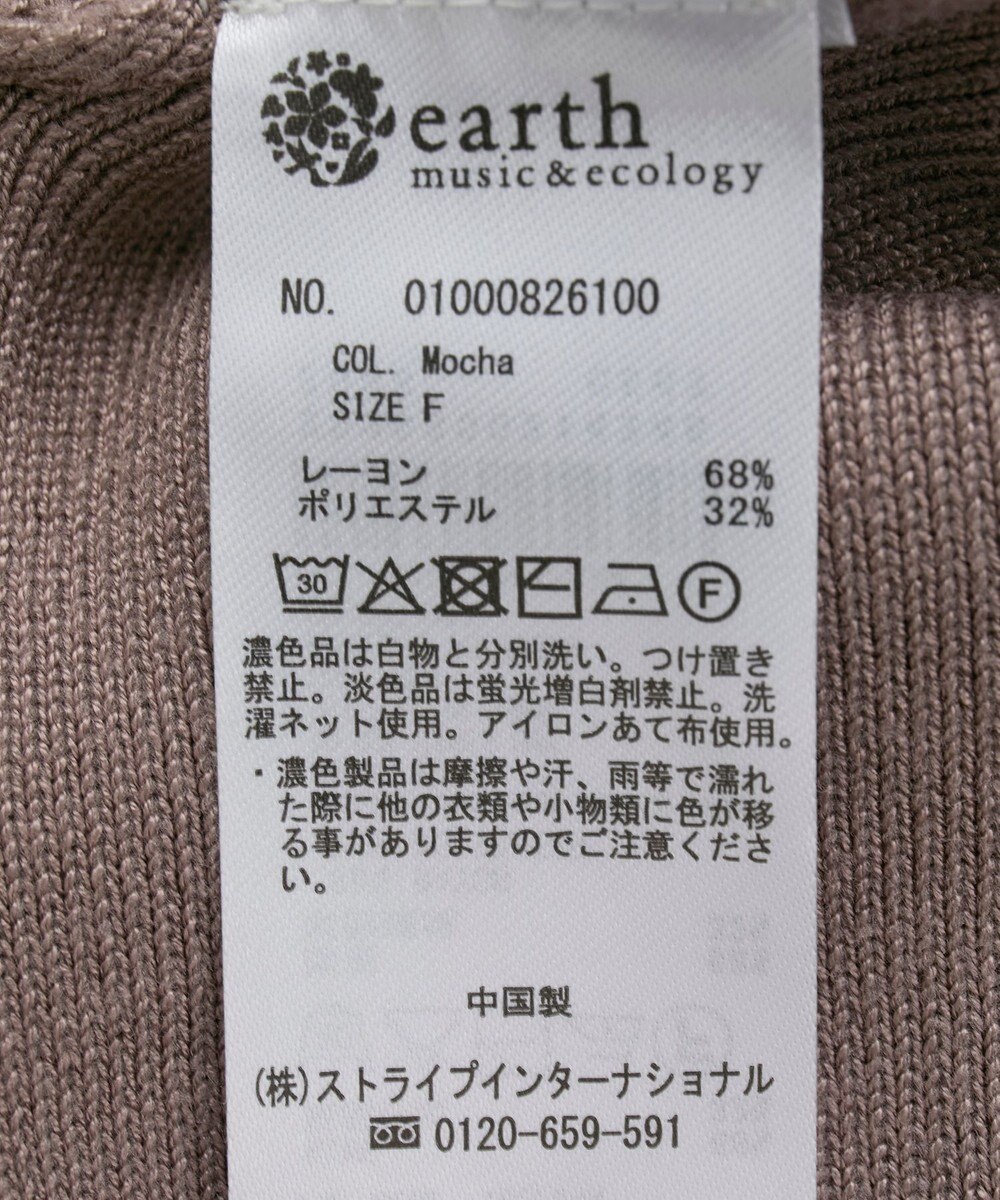 earth
music&ecology
NO. 01000826100
COL. Mocha
SIZE F
レーヨン 68%
ポリエステル 32%
30 F
濃色品は白物と分別洗い。つけ置き
禁止。淡色品は蛍光増白剤禁止。洗
濯ネット使用。アイロンあて布使用。
・濃色製品は摩擦や汗、雨等で濡れ
た際に他の衣類や小物類に色が移
る事がありますのでご注意くださ
い。
中国製
(株)ストライプインターナショナル
0120-659-591